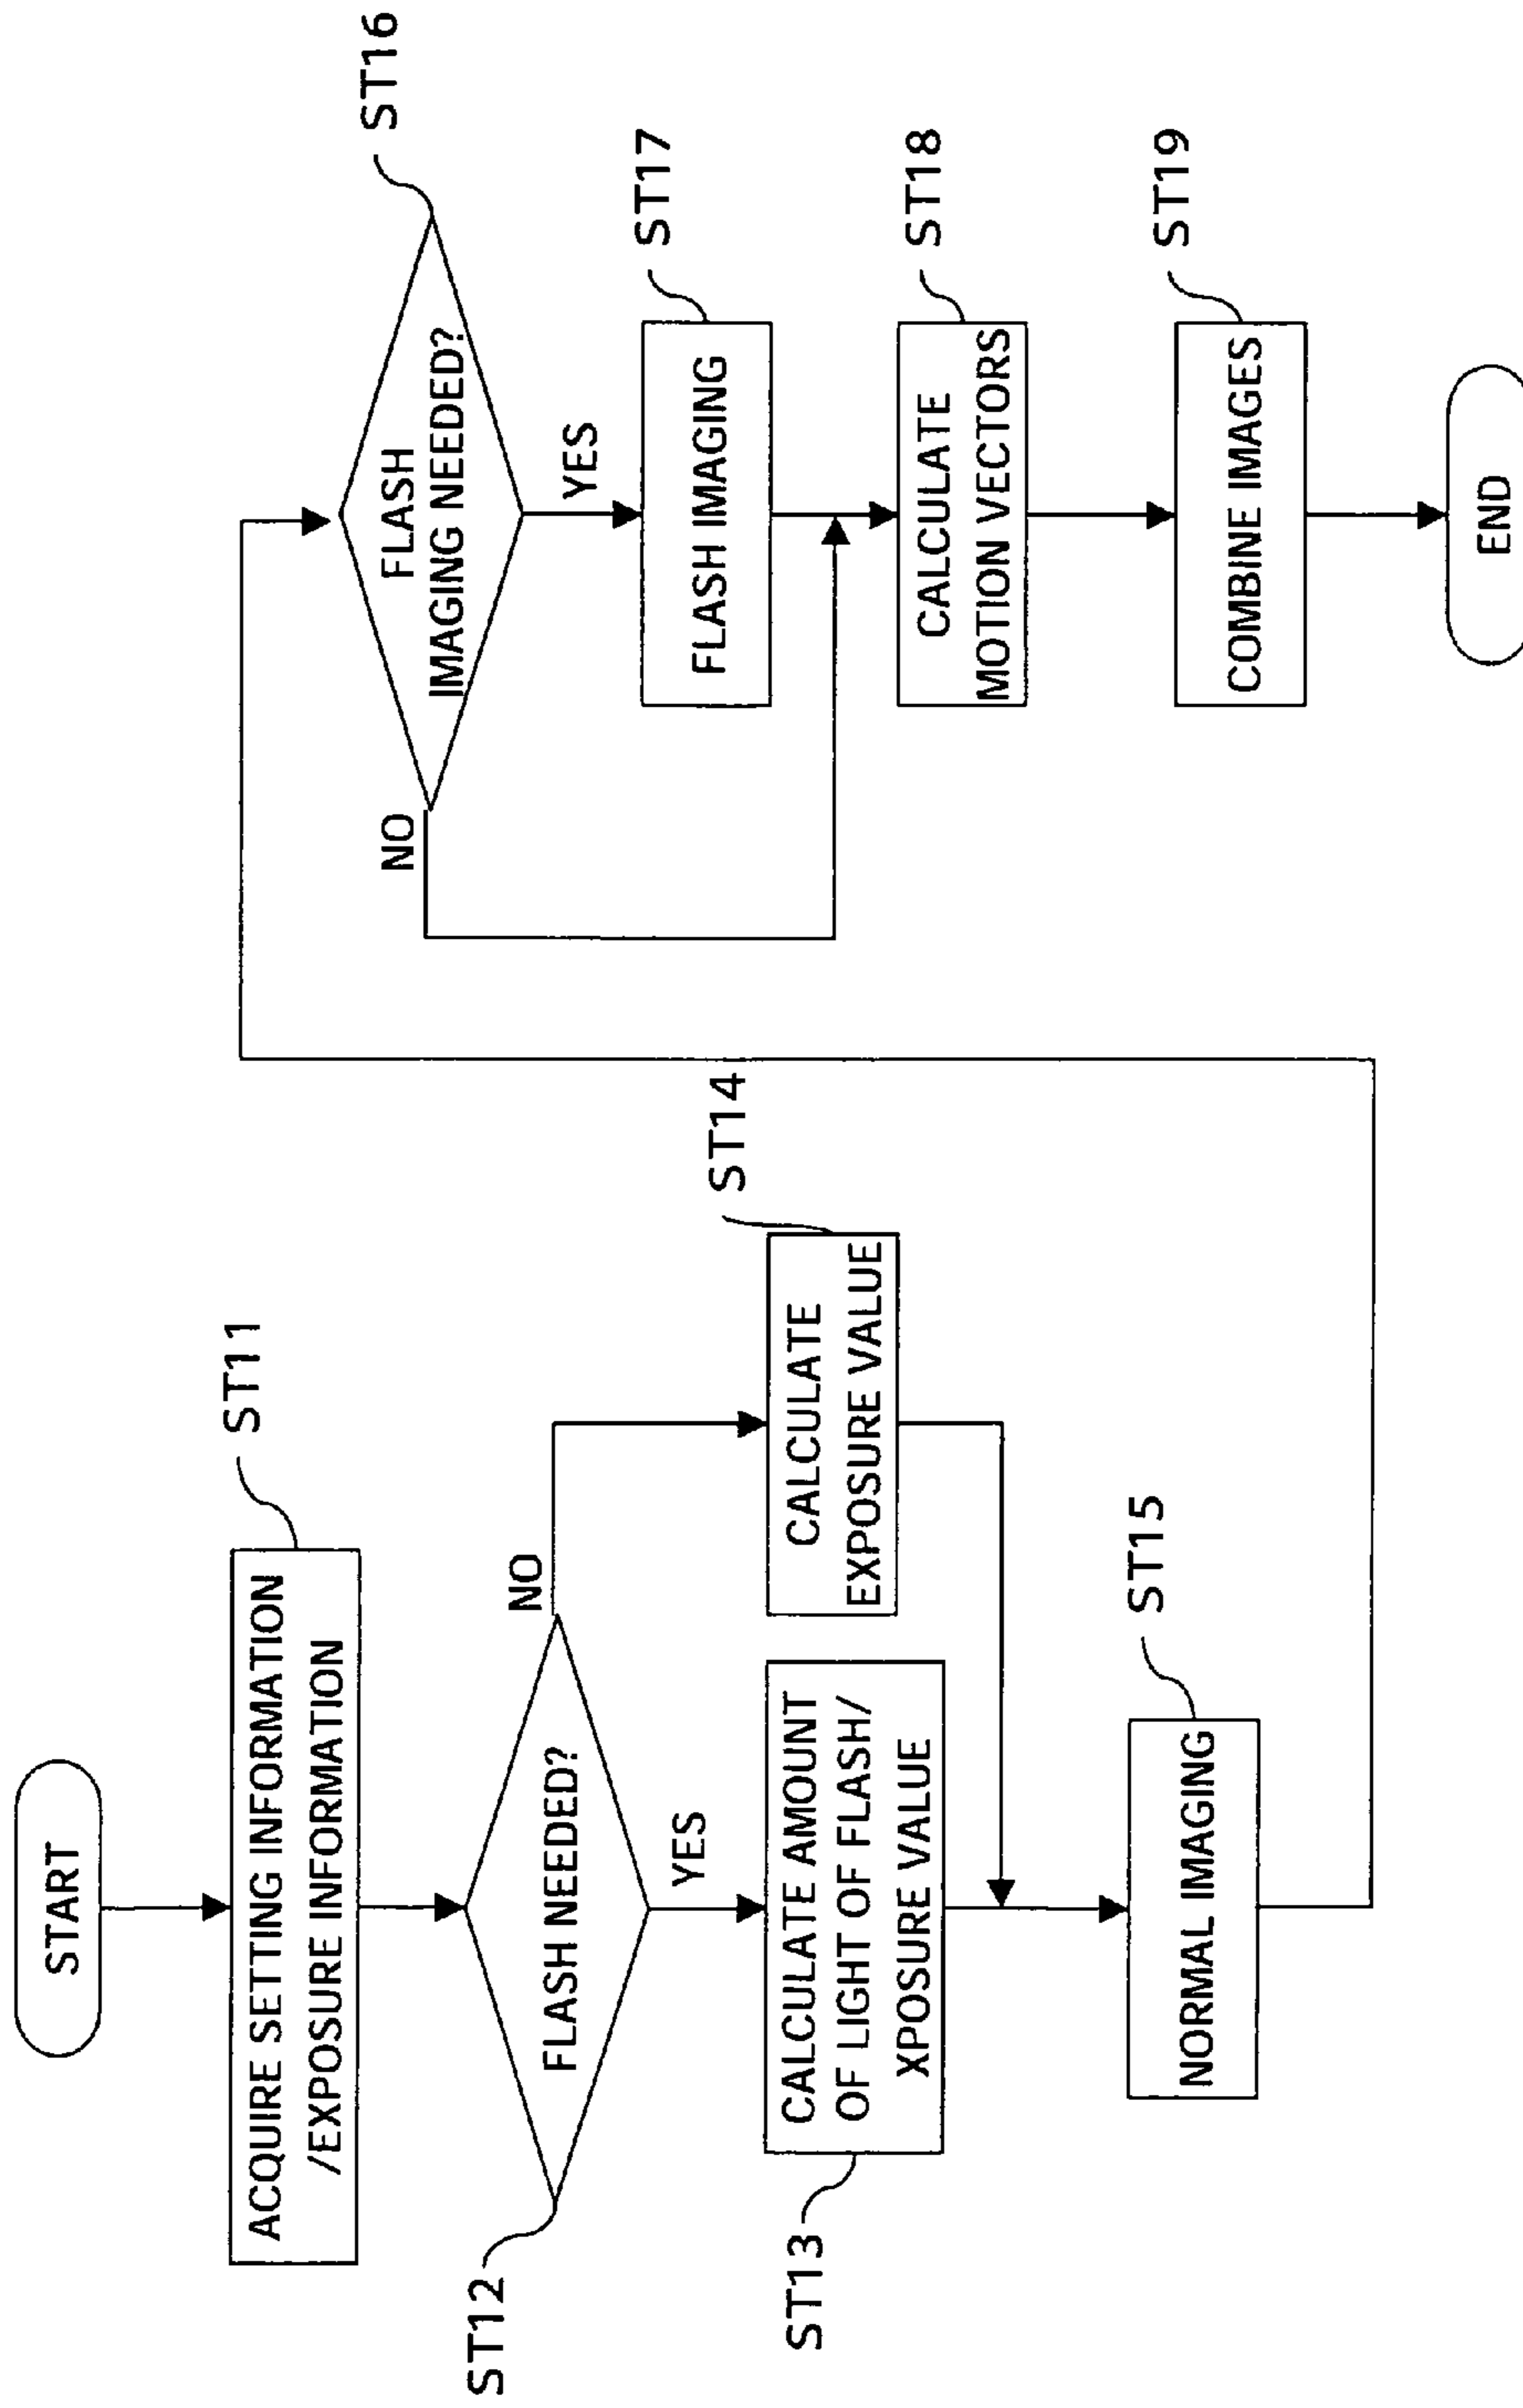 START
ACQUIRE SETTING INFORMATION
/EXPOSURE INFORMATION
ST11
FLASH NEEDED?
ST12
YES
NO
CALCULATE AMOUNT
OF LIGHT OF FLASH/
XPOSURE VALUE
ST13
CALCULATE
EXPOSURE VALUE
ST14
NORMAL IMAGING
ST15
FLASH
IMAGING NEEDED?
ST16
NO
YES
FLASH IMAGING
ST17
CALCULATE
MOTION VECTORS
ST18
COMBINE IMAGES
ST19
END